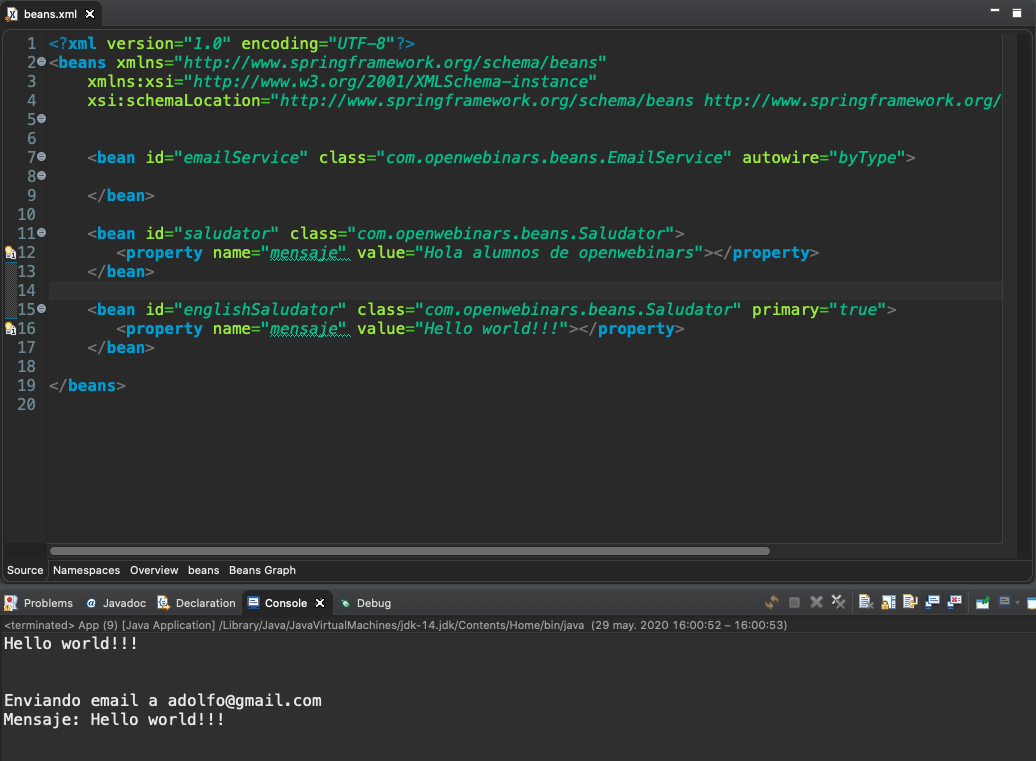 beans.xml
1 <?xml version="1.0" encoding="UTF-8"?>
2 <beans xmlns="http://www.springframework.org/schema/beans"
3 xmlns:xsi="http://www.w3.org/2001/XMLSchema-instance"
4 xsi:schemaLocation="http://www.springframework.org/schema/beans http://www.springframework.org/
5
6
7 <bean id="emailService" class="com.openwebinars.beans.EmailService" autowire="byType">
8
9 </bean>
10
11 <bean id="saludator" class="com.openwebinars.beans.Saludator">
12 <property name="mensaje" value="Hola alumnos de openwebinars"></property>
13 </bean>
14
15 <bean id="englishSaludator" class="com.openwebinars.beans.Saludator" primary="true">
16 <property name="mensaje" value="Hello world!!!"></property>
17 </bean>
18
19 </beans>
20
Source Namespaces Overview beans Beans Graph
Problems @ Javadoc Declaration Console Debug
<terminated> App (9) [Java Application] /Library/Java/JavaVirtualMachines/jdk-14.jdk/Contents/Home/bin/java (29 may. 2020 16:00:52 – 16:00:53)
Hello world!!!
Enviando email a adolfo@gmail.com
Mensaje: Hello world!!!